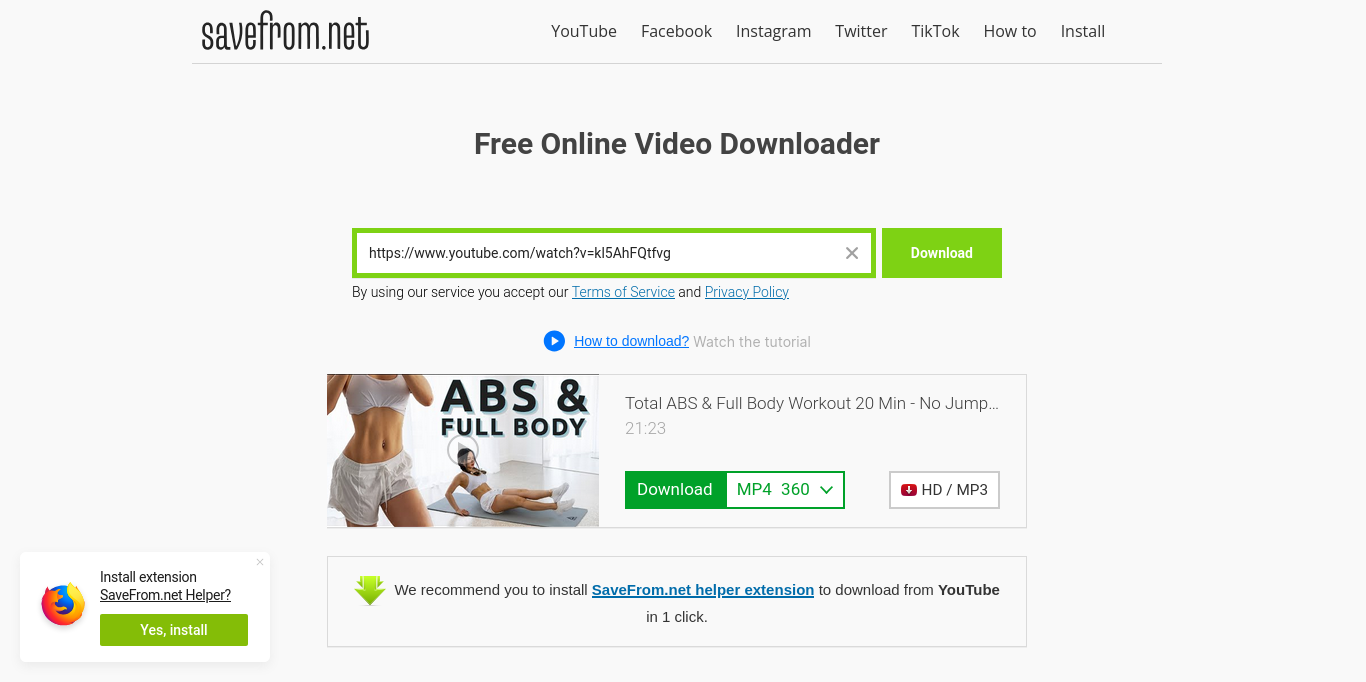 savefrom.net
YouTube Facebook Instagram Twitter TikTok How to Install
Free Online Video Downloader
https://www.youtube.com/watch?v=kI5AhFQtfvg
Download
By using our service you accept our Terms of Service and Privacy Policy
How to download? Watch the tutorial
ABS &
FULL BODY
Total ABS & Full Body Workout 20 Min - No Jump...
21:23
Download MP4 360
HD / MP3
We recommend you to install SaveFrom.net helper extension to download from YouTube
in 1 click.
Install extension
SaveFrom.net Helper?
Yes, install